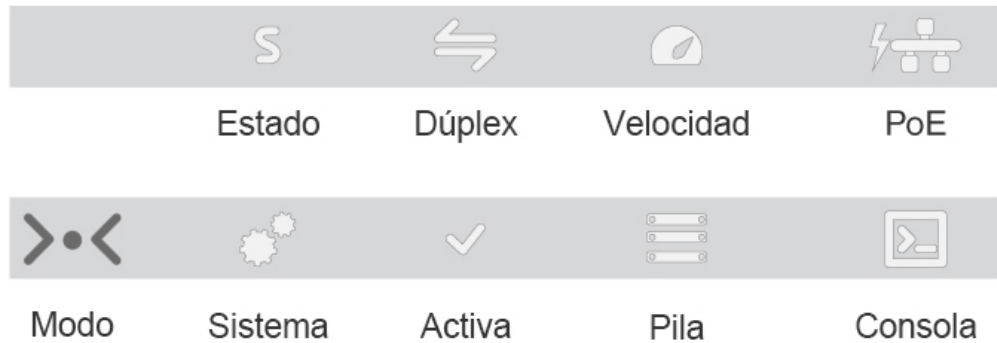 S
Estado Dúplex Velocidad PoE
Modo Sistema Activa Pila Consola